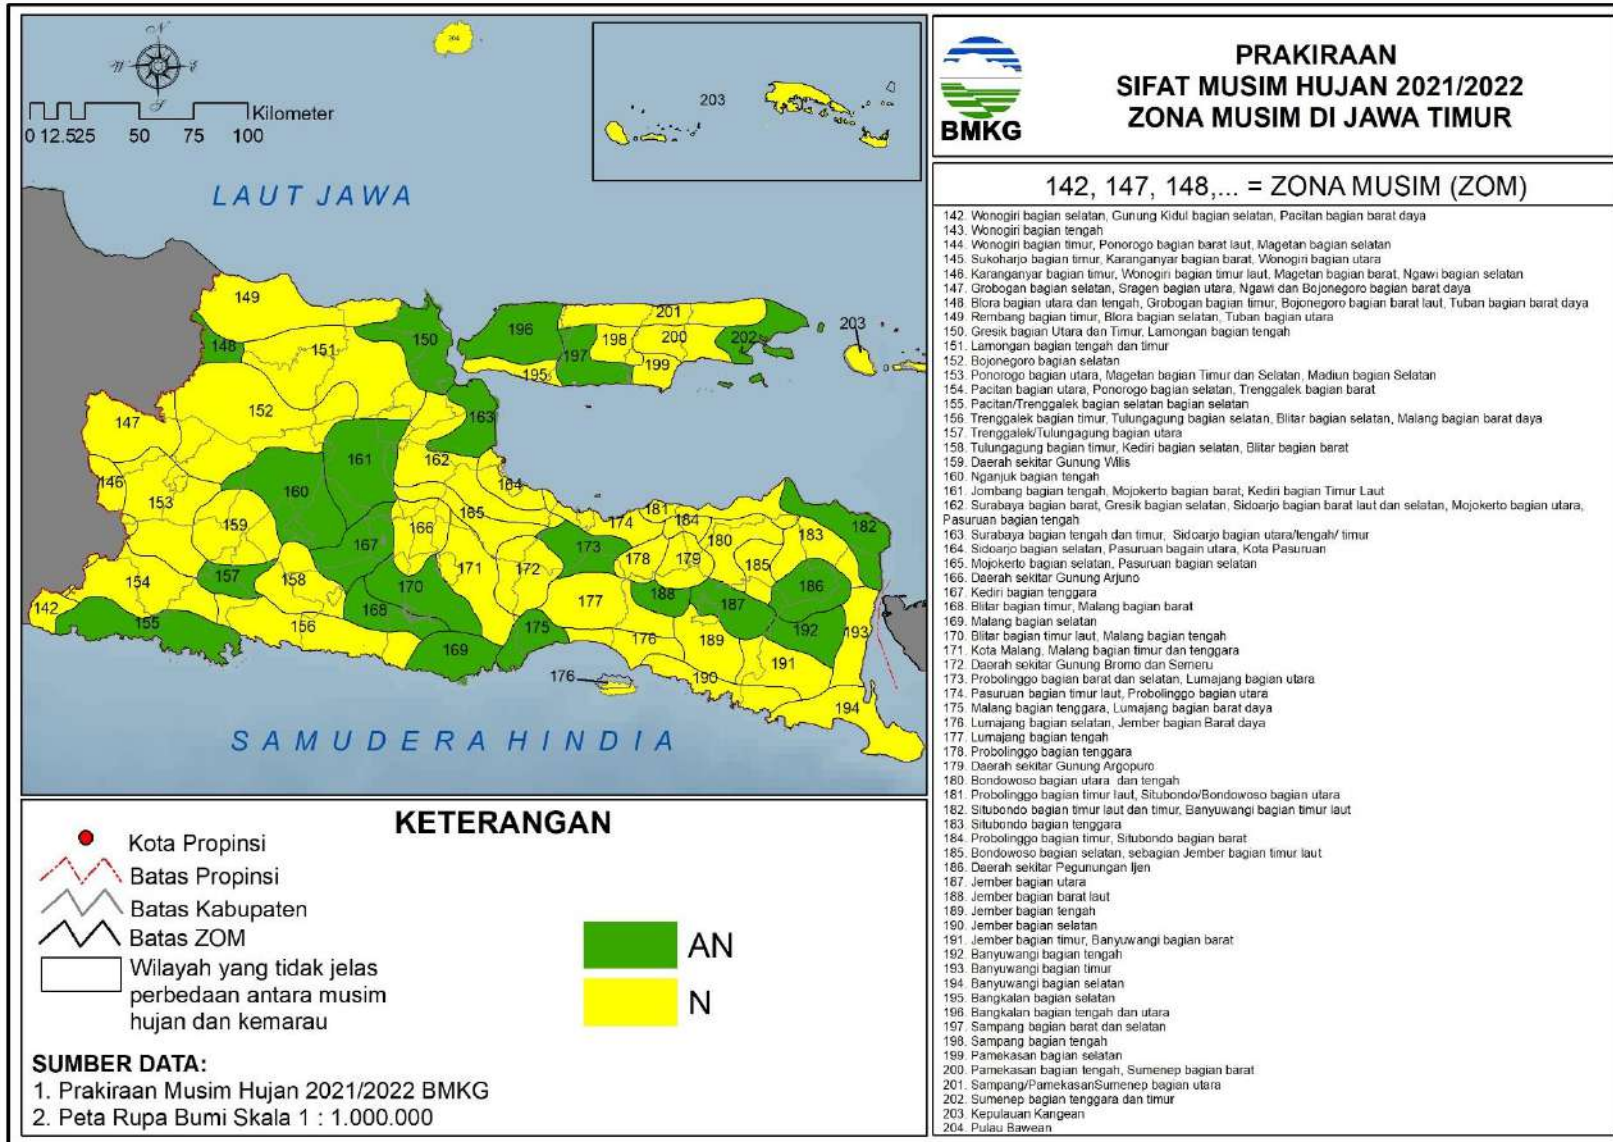 N
W
E
S
Kilometer
0 12.525 50 75 100
LAUT JAWA
204
203
149
148
151
150
196
201
197
198
200
202
203
195
199
147
152
163
146
153
161
162
164
160
159
165
166
167
174
181
184
180
183
182
173
178
179
185
186
154
157
158
170
171
172
177
188
187
142
155
156
168
169
175
176
189
192
193
176
190
191
194
SAMUDERA HINDIA
KETERANGAN
Kota Propinsi
Batas Propinsi
Batas Kabupaten
Batas ZOM
Wilayah yang tidak jelas
perbedaan antara musim
hujan dan kemarau
AN
N
SUMBER DATA:
1. Prakiraan Musim Hujan 2021/2022 BMKG
2. Peta Rupa Bumi Skala 1 : 1.000.000
BMKG
PRAKIRAAN
SIFAT MUSIM HUJAN 2021/2022
ZONA MUSIM DI JAWA TIMUR
142, 147, 148,... = ZONA MUSIM (ZOM)
142. Wonogiri bagian selatan, Gunung Kidul bagian selatan, Pacitan bagian barat daya
143. Wonogiri bagian tengah
144. Wonogiri bagian timur, Ponorogo bagian barat laut, Magetan bagian selatan
145. Sukoharjo bagian timur, Karanganyar bagian barat, Wonogiri bagian utara
146. Karanganyar bagian timur, Wonogiri bagian timur laut, Magetan bagian barat, Ngawi bagian selatan
147. Grobogan bagian selatan, Sragen bagian utara, Ngawi dan Bojonegoro bagian barat daya
148. Blora bagian utara dan tengah, Grobogan bagian timur, Bojonegoro bagian barat laut, Tuban bagian barat daya
149. Rembang bagian timur, Blora bagian selatan, Tuban bagian utara
150. Gresik bagian Utara dan Timur, Lamongan bagian tengah
151. Lamongan bagian tengah dan timur
152. Bojonegoro bagian selatan
153. Ponorogo bagian utara, Magetan bagian Timur dan Selatan, Madiun bagian Selatan
154. Pacitan bagian utara, Ponorogo bagian selatan, Trenggalek bagian barat
155. Pacitan/Trenggalek bagian selatan bagian selatan
156. Trenggalek bagian timur, Tulungagung bagian selatan, Blitar bagian selatan, Malang bagian barat daya
157. Trenggalek/Tulungagung bagian utara
158. Tulungagung bagian timur, Kediri bagian selatan, Blitar bagian barat
159. Daerah sekitar Gunung Wilis
160. Nganjuk bagian tengah
161. Jombang bagian tengah, Mojokerto bagian barat, Kediri bagian Timur Laut
162. Surabaya bagian barat, Gresik bagian selatan, Sidoarjo bagian barat laut dan selatan, Mojokerto bagian utara,
Pasuruan bagian tengah
163. Surabaya bagian tengah dan timur, Sidoarjo bagian utara/tengah/ timur
164. Sidoarjo bagian selatan, Pasuruan bagain utara, Kota Pasuruan
165. Mojokerto bagian selatan, Pasuruan bagian selatan
166. Daerah sekitar Gunung Arjuno
167. Kediri bagian tenggara
168. Blitar bagian timur, Malang bagian barat
169. Malang bagian selatan
170. Blitar bagian timur laut, Malang bagian tengah
171. Kota Malang, Malang bagian timur dan tenggara
172. Daerah sekitar Gunung Bromo dan Semeru
173. Probolinggo bagian barat dan selatan, Lumajang bagian utara
174. Pasuruan bagian timur laut, Probolinggo bagian utara
175. Malang bagian tenggara, Lumajang bagian barat daya
176. Lumajang bagian selatan, Jember bagian Barat daya
177. Lumajang bagian tengah
178. Probolinggo bagian tenggara
179. Daerah sekitar Gunung Argopuro
180. Bondowoso bagian utara dan tengah
181. Probolinggo bagian timur laut, Situbondo/Bondowoso bagian utara
182. Situbondo bagian timur laut dan timur, Banyuwangi bagian timur laut
183. Situbondo bagian tenggara
184. Probolinggo bagian timur, Situbondo bagian barat
185. Bondowoso bagian selatan, sebagian Jember bagian timur laut
186. Daerah sekitar Pegunungan Ijen
187. Jember bagian utara
188. Jember bagian barat laut
189. Jember bagian tengah
190. Jember bagian selatan
191. Jember bagian timur, Banyuwangi bagian barat
192. Banyuwangi bagian tengah
193. Banyuwangi bagian timur
194. Banyuwangi bagian selatan
195. Bangkalan bagian selatan
196. Bangkalan bagian tengah dan utara
197. Sampang bagian barat dan selatan
198. Sampang bagian tengah
199. Pamekasan bagian selatan
200. Pamekasan bagian tengah, Sumenep bagian barat
201. Sampang/PamekasanSumenep bagian utara
202. Sumenep bagian tenggara dan timur
203. Kepulauan Kangean
204. Pulau Bawean